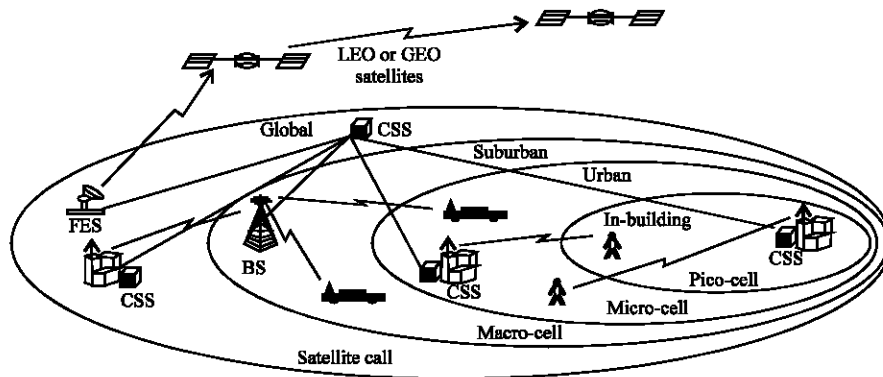 LEO or GEO
satellites
Global
CSS
Suburban
Urban
FES
In-building
BS
CSS
CSS
CSS
Pico-cell
Micro-cell
Macro-cell
Satellite call